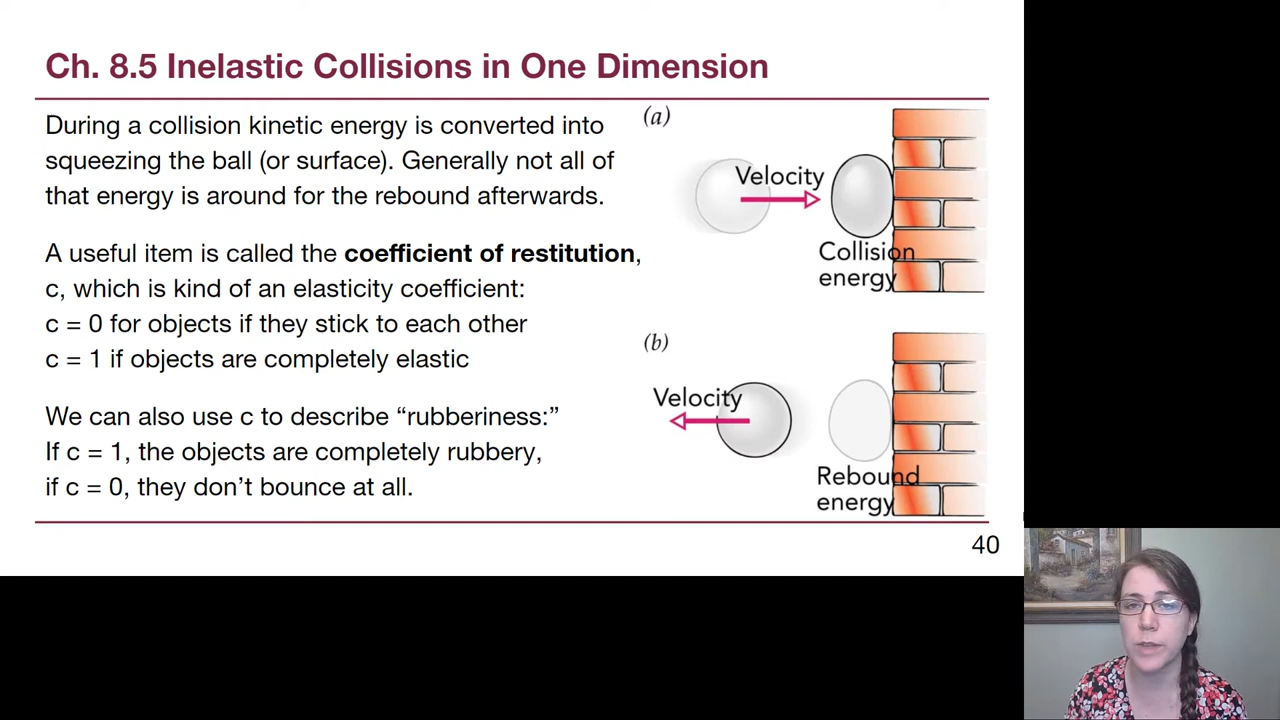 Ch. 8.5 Inelastic Collisions in One Dimension
During a collision kinetic energy is converted into
squeezing the ball (or surface). Generally not all of
that energy is around for the rebound afterwards.
A useful item is called the coefficient of restitution,
c, which is kind of an elasticity coefficient:
c = 0 for objects if they stick to each other
c = 1 if objects are completely elastic
We can also use c to describe “rubberiness:”
If c = 1, the objects are completely rubbery,
if c = 0, they don’t bounce at all.
(a)
Velocity
Collision
energy
(b)
Velocity
Rebound
energy
40